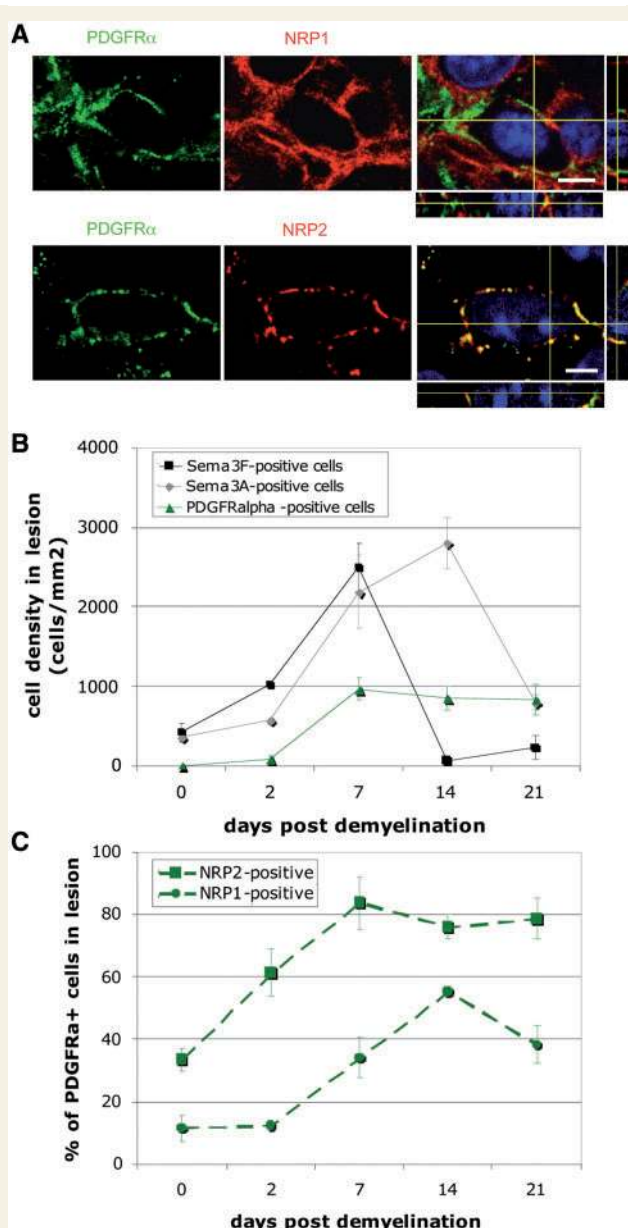 A
PDGFRα NRP1
PDGFRα NRP2
B
4000
3000
2000
1000
0
Sema3F-positive cells
Sema3A-positive cells
PDGFRalpha -positive cells
cell density in lesion
(cells/mm2)
0 2 7 14 21
days post demyelination
C
100
80
60
40
20
0
NRP2-positive
NRP1-positive
% of PDGFRa+ cells in lesion
0 2 7 14 21
days post demyelination